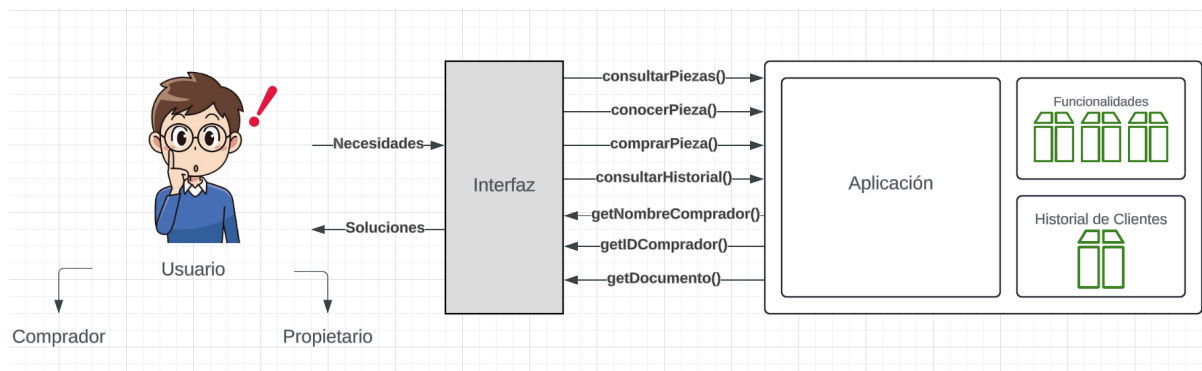 consultarPiezas()
conocerPieza()
Necesidades
comprarPieza()
consultarHistorial()
Interfaz
getNombreComprador()
Soluciones
getIDComprador()
getDocumento()
Aplicación
Funcionalidades
Historial de Clientes
Usuario
Comprador
Propietario